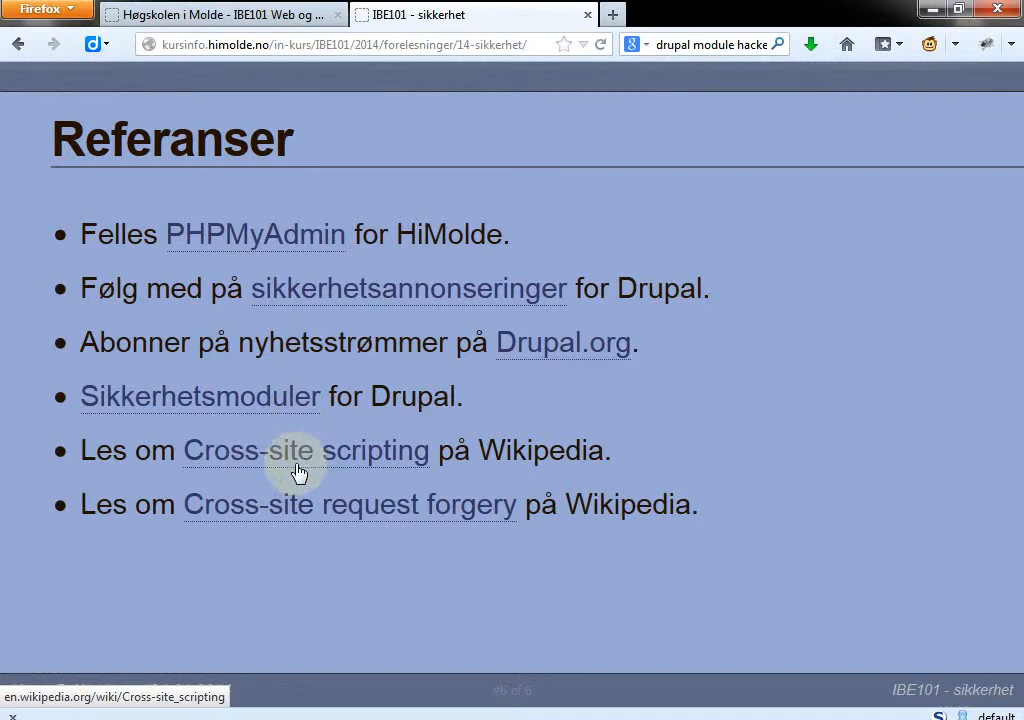 Firefox
Høgskolen i Molde - IBE101 Web og ...
IBE101 - sikkerhet
kursinfo.himolde.no/in-kurs/IBE101/2014/forelesninger/14-sikkerhet/
drupal module hacke
Referanser
• Felles PHPMyAdmin for HiMolde.
• Følg med på sikkerhetsannonseringer for Drupal.
• Abonner på nyhetsstrømmer på Drupal.org.
• Sikkerhetsmoduler for Drupal.
• Les om Cross-site scripting på Wikipedia.
• Les om Cross-site request forgery på Wikipedia.
#6 of 6
IBE101 - sikkerhet
en.wikipedia.org/wiki/Cross-site_scripting
default